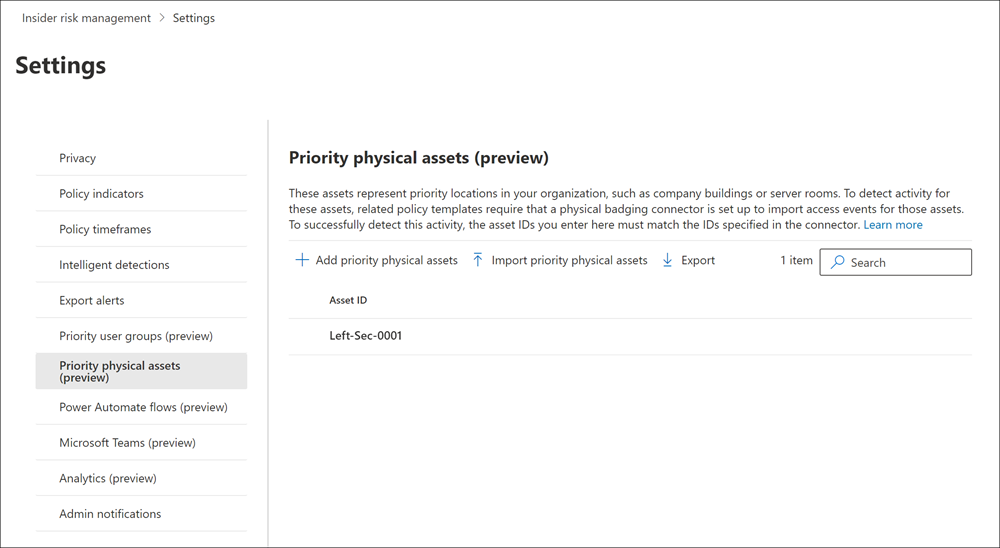 Insider risk management > Settings
Settings
Privacy
Policy indicators
Policy timeframes
Intelligent detections
Export alerts
Priority user groups (preview)
Priority physical assets
(preview)
Power Automate flows (preview)
Microsoft Teams (preview)
Analytics (preview)
Admin notifications
Priority physical assets (preview)
These assets represent priority locations in your organization, such as company buildings or server rooms. To detect activity for
these assets, related policy templates require that a physical badging connector is set up to import access events for those assets.
To successfully detect this activity, the asset IDs you enter here must match the IDs specified in the connector. Learn more
Add priority physical assets Import priority physical assets Export 1 item Search
Asset ID
Left-Sec-0001